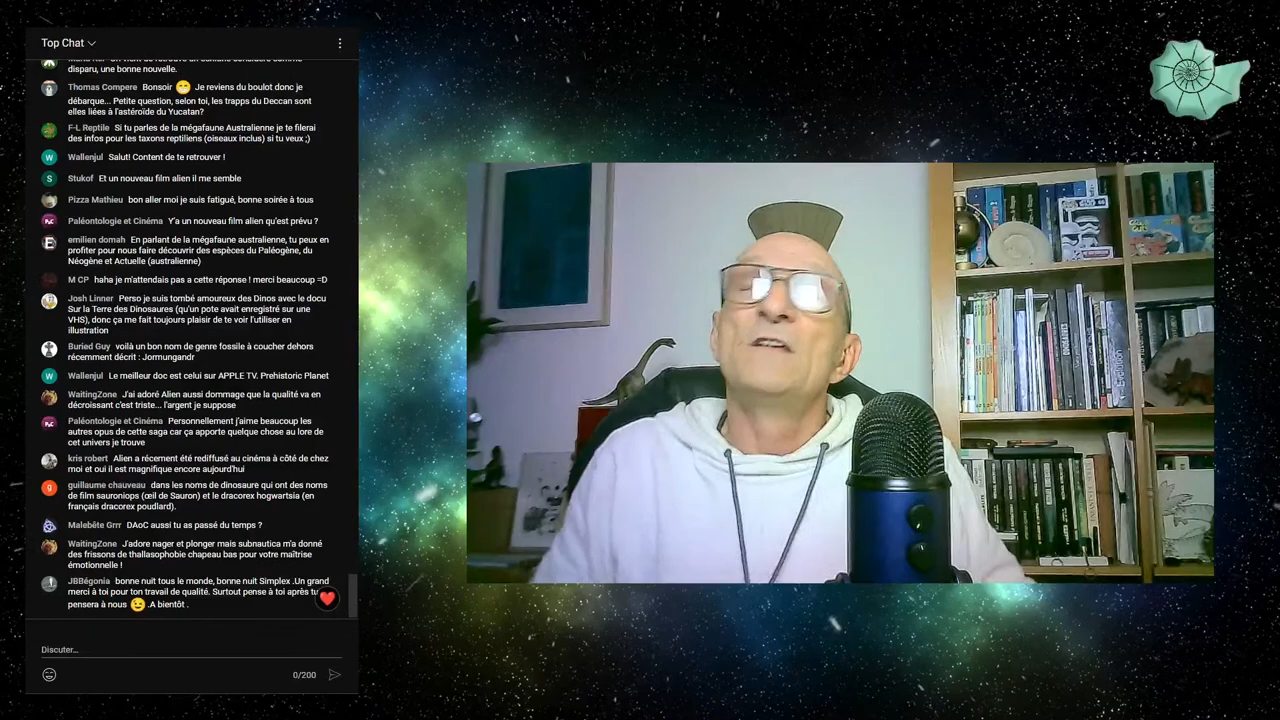 Top Chat
disparu, une bonne nouvelle.
Thomas Compere Bonsoir 😁 Je reviens du boulot donc je
débarque... Petite question, selon toi, les trapps du Deccan sont
elles liées à l'astéroïde du Yucatan?
F-L Reptile Si tu parles de la mégafaune Australienne je te filerai
des infos pour les taxons reptiliens (oiseaux inclus) si tu veux ;)
W Wallenjul Salut! Content de te retrouver !
S Stukof Et un nouveau film alien il me semble
Pizza Mathieu bon aller moi je suis fatigué, bonne soirée à tous
Paléontologie et Cinéma Y'a un nouveau film alien qu'est prévu ?
emilien domah En parlant de la mégafaune australienne, tu peux en
profiter pour nous faire découvrir des espèces du Paléogène, du
Néogène et Actuelle (australienne)
M CP haha je m'attendais pas a cette réponse ! merci beaucoup =D
Josh Linner Perso je suis tombé amoureux des Dinos avec le docu
Sur la Terre des Dinosaures (qu'un pote avait enregistré sur une
VHS), donc ça me fait toujours plaisir de te voir l'utiliser en
illustration
Buried Guy voilà un bon nom de genre fossile à coucher dehors
récemment décrit : Jormungandr
W Wallenjul Le meilleur doc est celui sur APPLE TV. Prehistoric Planet
WaitingZone J'ai adoré Alien aussi dommage que la qualité va en
décroissant c'est triste... l'argent je suppose
Paléontologie et Cinéma Personnellement j'aime beaucoup les
autres opus de cette saga car ça apporte quelque chose au lore de
cet univers je trouve
kris robert Alien a récement été rediffusé au cinéma à côté de chez
moi et oui il est magnifique encore aujourd'hui
g guillaume chauveau dans les noms de dinosaure qui ont des noms
de film sauroniops (œil de Sauron) et le dracorex hogwartsia (en
français dracorex poudlard).
Malebête Grrr DAoC aussi tu as passé du temps ?
WaitingZone J'adore nager et plonger mais subnautica m'a donné
des frissons de thallasophobie chapeau bas pour votre maîtrise
émotionnelle !
JBBégonia bonne nuit tous le monde, bonne nuit Simplex .Un grand
merci à toi pour ton travail de qualité. Surtout pense à toi après tu
pensera à nous 😉 .A bientôt .
Discuter...
0/200